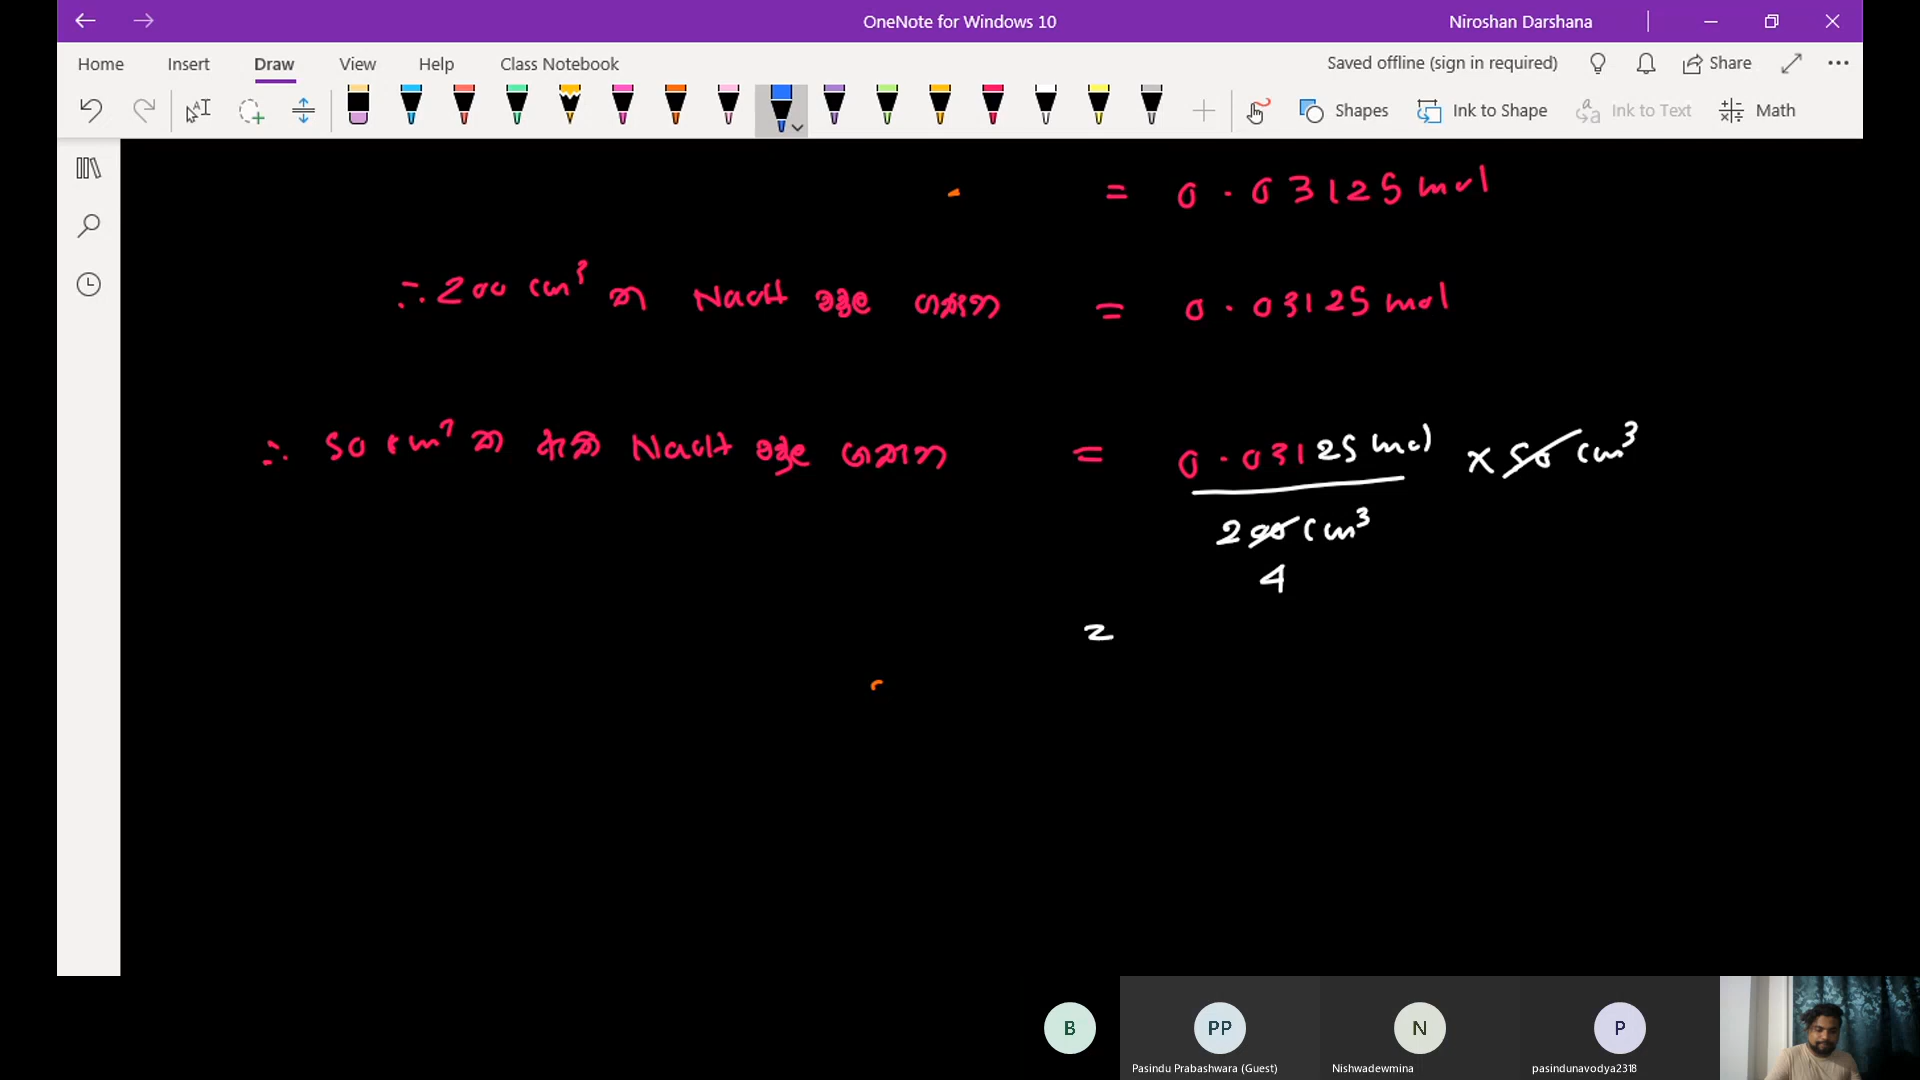 OneNote for Windows 10
Niroshan Darshana
Home Insert Draw View Help Class Notebook
Saved offline (sign in required) Share
Shapes Ink to Shape Ink to Text Math
= 0.03125 mol
∴ 200 cm³ ක NaOH මවුල ගණන = 0.03125 mol
∴ 50 cm³ ක ඇති NaOH මවුල ගණන = 0.03125 mol × 50 cm³
200 cm³
4
=
B PP N P
Pasindu Prabashwara (Guest) Nishwadewmina pasindunavodya2318